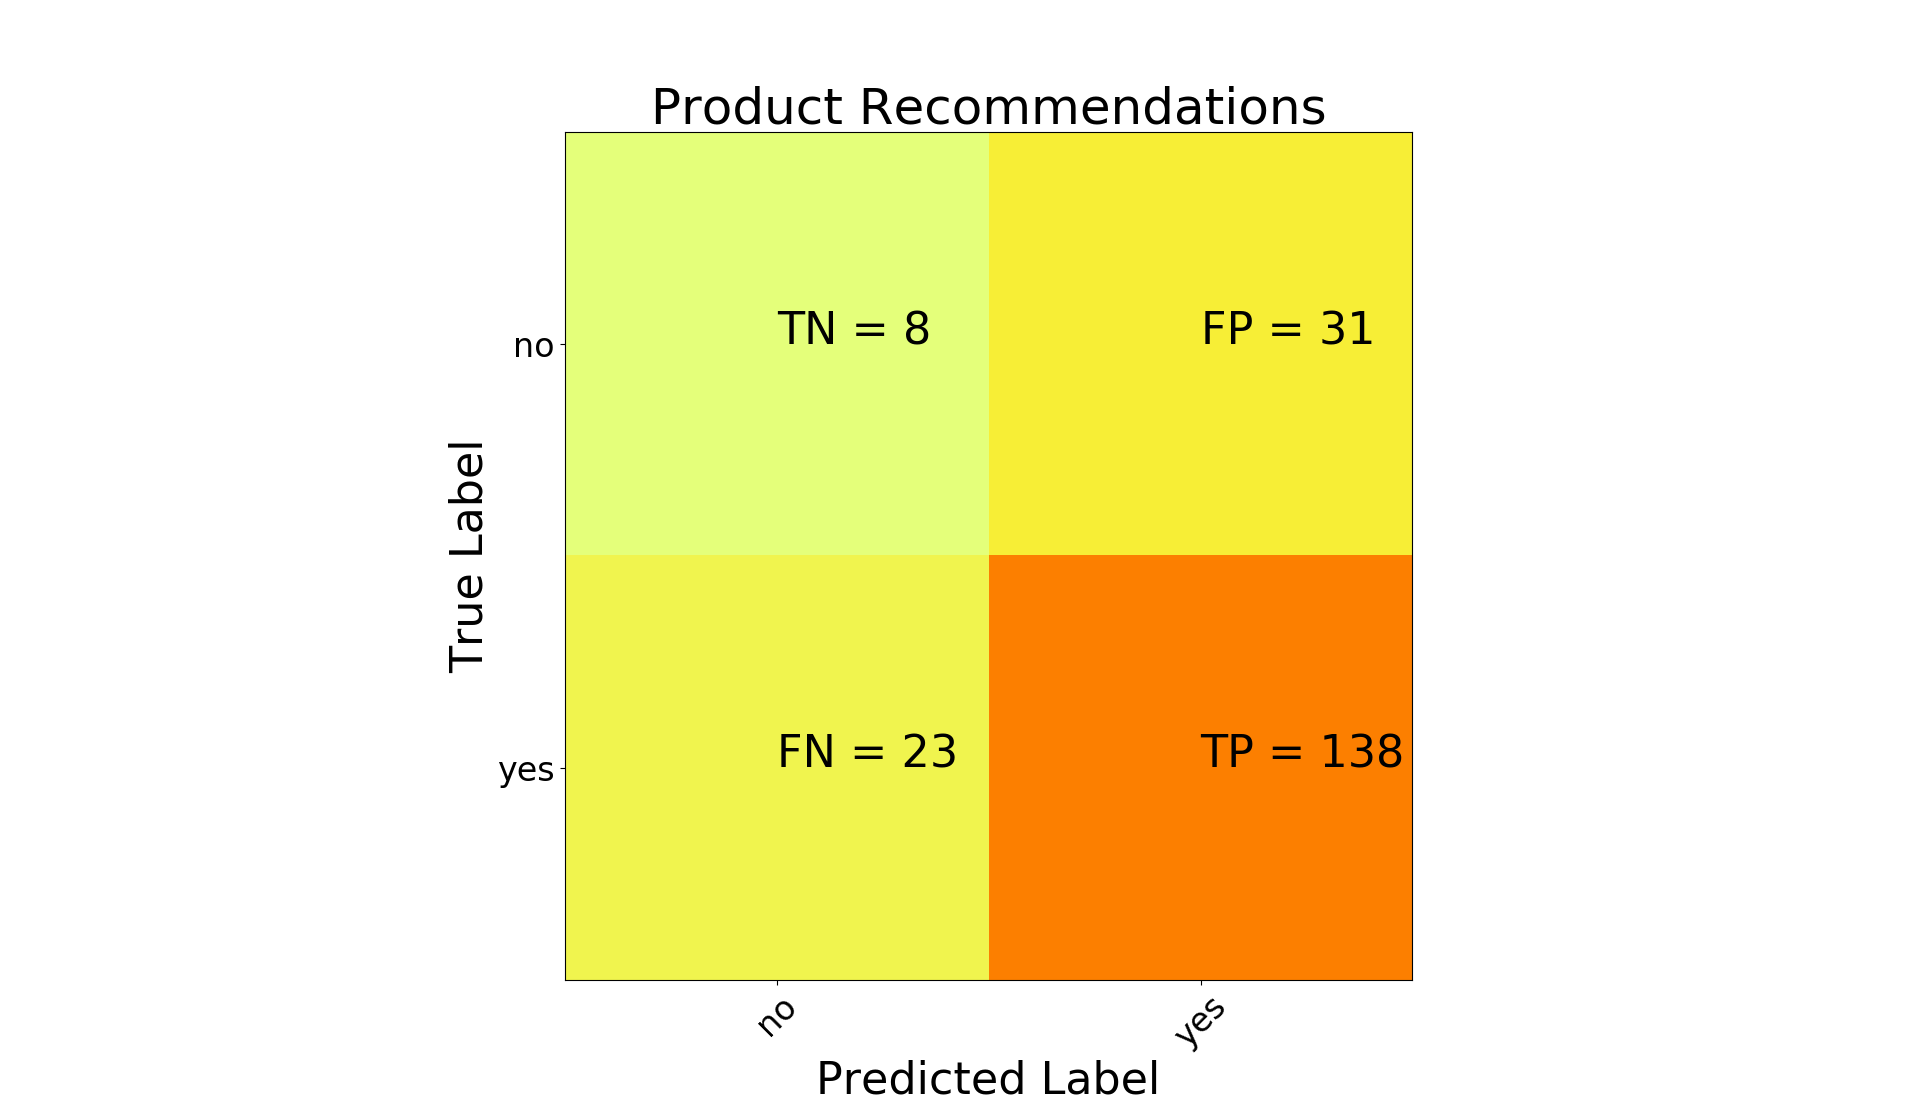 Product Recommendations
TN = 8
FP = 31
no
True Label
FN = 23
TP = 138
yes
no
yes
Predicted Label